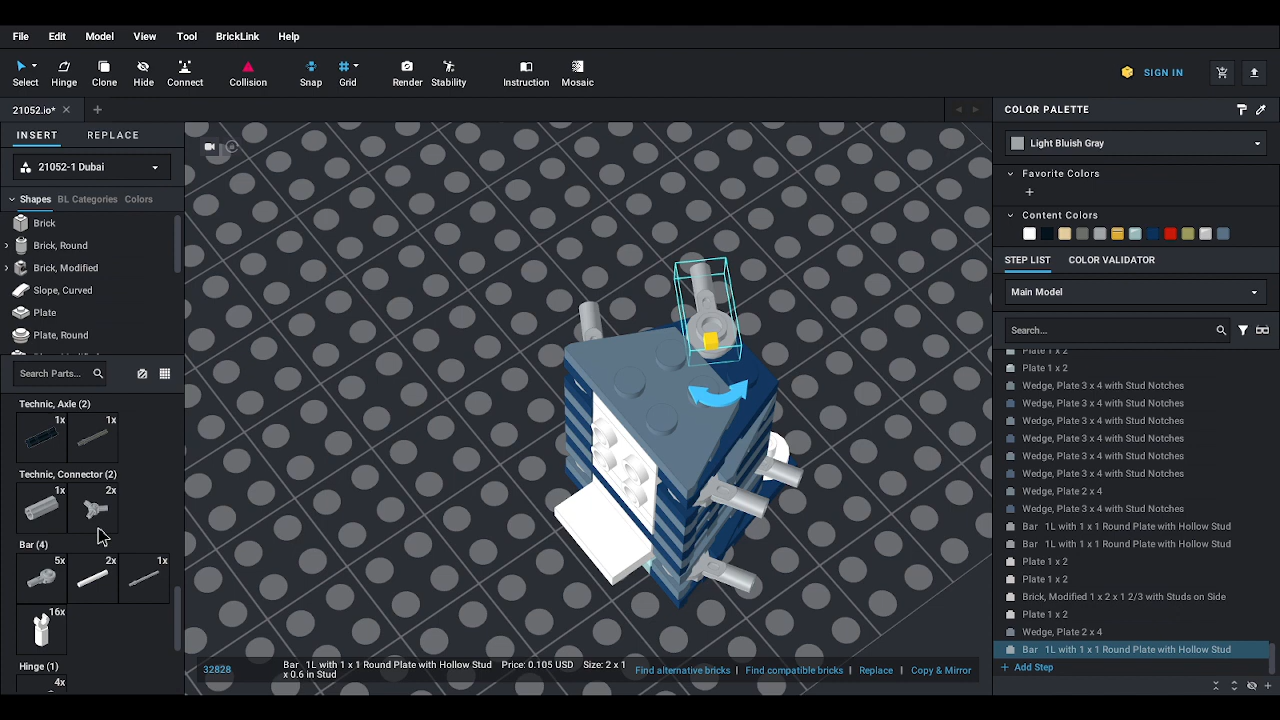 File Edit Model View Tool BrickLink Help
Select Hinge Clone Hide Connect Collision Snap Grid Render Stability Instruction Mosaic SIGN IN
21052.io*
INSERT REPLACE
21052-1 Dubai
Shapes BL Categories Colors
Brick
Brick, Round
Brick, Modified
Slope, Curved
Plate
Plate, Round
Search Parts...
Technic, Axle (2)
1x 1x
Technic, Connector (2)
1x 2x
Bar (4)
5x 2x 1x
16x
Hinge (1)
4x
32828
Bar 1L with 1 x 1 Round Plate with Hollow Stud Price: 0.105 USD Size: 2 x 1
x 0.6 in Stud
Find alternative bricks | Find compatible bricks | Replace | Copy & Mirror
COLOR PALETTE
Light Bluish Gray
Favorite Colors
Content Colors
STEP LIST COLOR VALIDATOR
Main Model
Search...
Plate 1 x 2
Plate 1 x 2
Wedge, Plate 3 x 4 with Stud Notches
Wedge, Plate 3 x 4 with Stud Notches
Wedge, Plate 3 x 4 with Stud Notches
Wedge, Plate 3 x 4 with Stud Notches
Wedge, Plate 3 x 4 with Stud Notches
Wedge, Plate 3 x 4 with Stud Notches
Wedge, Plate 2 x 4
Wedge, Plate 3 x 4 with Stud Notches
Bar 1L with 1 x 1 Round Plate with Hollow Stud
Bar 1L with 1 x 1 Round Plate with Hollow Stud
Plate 1 x 2
Plate 1 x 2
Brick, Modified 1 x 2 x 1 2/3 with Studs on Side
Plate 1 x 2
Wedge, Plate 2 x 4
Bar 1L with 1 x 1 Round Plate with Hollow Stud
+ Add Step